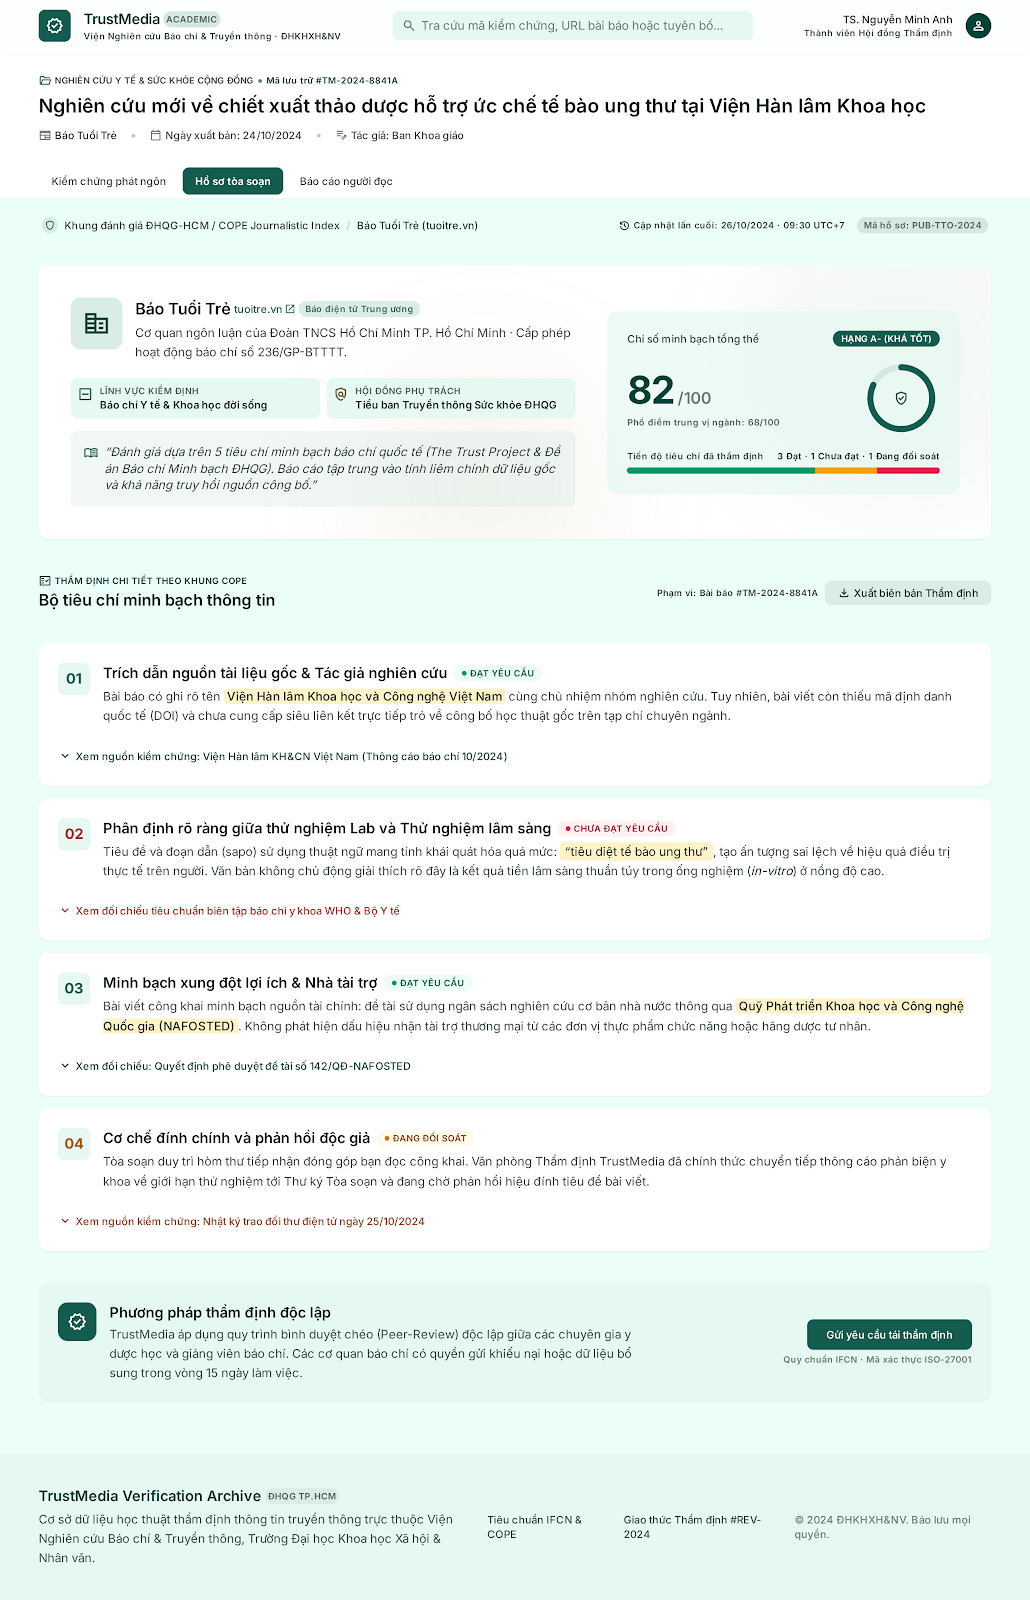 TrustMedia ACADEMIC
Viện Nghiên cứu Báo chí & Truyền thông · ĐHKHXH&NV
Tra cứu mã kiểm chứng, URL bài báo hoặc tuyên bố...
TS. Nguyễn Minh Anh
Thành viên Hội đồng Thẩm định
NGHIÊN CỨU Y TẾ & SỨC KHỎE CỘNG ĐỒNG • Mã lưu trữ #TM-2024-8841A
Nghiên cứu mới về chiết xuất thảo dược hỗ trợ ức chế tế bào ung thư tại Viện Hàn lâm Khoa học
Báo Tuổi Trẻ • Ngày xuất bản: 24/10/2024 • Tác giả: Ban Khoa giáo
Kiểm chứng phát ngôn
Hồ sơ tòa soạn
Báo cáo người đọc
Khung đánh giá ĐHQG-HCM / COPE Journalistic Index / Báo Tuổi Trẻ (tuoitre.vn)
Cập nhật lần cuối: 26/10/2024 · 09:30 UTC+7
Mã hồ sơ: PUB-TTO-2024
Báo Tuổi Trẻ tuoitre.vn Báo điện tử Trung ương
Cơ quan ngôn luận của Đoàn TNCS Hồ Chí Minh TP. Hồ Chí Minh · Cấp phép
hoạt động báo chí số 236/GP-BTTTT.
LĨNH VỰC KIỂM ĐỊNH
Báo chí Y tế & Khoa học đời sống
HỘI ĐỒNG PHỤ TRÁCH
Tiểu ban Truyền thông Sức khỏe ĐHQG
“Đánh giá dựa trên 5 tiêu chí minh bạch báo chí quốc tế (The Trust Project & Đề
án Báo chí Minh bạch ĐHQG). Báo cáo tập trung vào tính liêm chính dữ liệu gốc
và khả năng truy hồi nguồn công bố.”
Chỉ số minh bạch tổng thể
HẠNG A- (KHÁ TỐT)
82/100
Phổ điểm trung vị ngành: 68/100
Tiến độ tiêu chí đã thẩm định
3 Đạt · 1 Chưa đạt · 1 Đang đối soát
THẨM ĐỊNH CHI TIẾT THEO KHUNG COPE
Bộ tiêu chí minh bạch thông tin
Phạm vi: Bài báo #TM-2024-8841A
Xuất biên bản Thẩm định
01
Trích dẫn nguồn tài liệu gốc & Tác giả nghiên cứu • ĐẠT YÊU CẦU
Bài báo có ghi rõ tên Viện Hàn lâm Khoa học và Công nghệ Việt Nam cùng chủ nhiệm nhóm nghiên cứu. Tuy nhiên, bài viết còn thiếu mã định danh
quốc tế (DOI) và chưa cung cấp siêu liên kết trực tiếp trỏ về công bố học thuật gốc trên tạp chí chuyên ngành.
Xem nguồn kiểm chứng: Viện Hàn lâm KH&CN Việt Nam (Thông cáo báo chí 10/2024)
02
Phân định rõ ràng giữa thử nghiệm Lab và Thử nghiệm lâm sàng • CHƯA ĐẠT YÊU CẦU
Tiêu đề và đoạn dẫn (sapo) sử dụng thuật ngữ mang tính khái quát hóa quá mức: “tiêu diệt tế bào ung thư” , tạo ấn tượng sai lệch về hiệu quả điều trị
thực tế trên người. Văn bản không chủ động giải thích rõ đây là kết quả tiền lâm sàng thuần túy trong ống nghiệm (in-vitro) ở nồng độ cao.
Xem đối chiếu tiêu chuẩn biên tập báo chí y khoa WHO & Bộ Y tế
03
Minh bạch xung đột lợi ích & Nhà tài trợ • ĐẠT YÊU CẦU
Bài viết công khai minh bạch nguồn tài chính: đề tài sử dụng ngân sách nghiên cứu cơ bản nhà nước thông qua Quỹ Phát triển Khoa học và Công nghệ
Quốc gia (NAFOSTED) . Không phát hiện dấu hiệu nhận tài trợ thương mại từ các đơn vị thực phẩm chức năng hoặc hãng dược tư nhân.
Xem đối chiếu: Quyết định phê duyệt đề tài số 142/QĐ-NAFOSTED
04
Cơ chế đính chính và phản hồi độc giả • ĐANG ĐỐI SOÁT
Tòa soạn duy trì hòm thư tiếp nhận đóng góp bạn đọc công khai. Văn phòng Thẩm định TrustMedia đã chính thức chuyển tiếp thông cáo phản biện y
khoa về giới hạn thử nghiệm tới Thư ký Tòa soạn và đang chờ phản hồi hiệu đính tiêu đề bài viết.
Xem nguồn kiểm chứng: Nhật ký trao đổi thư điện tử ngày 25/10/2024
Phương pháp thẩm định độc lập
TrustMedia áp dụng quy trình bình duyệt chéo (Peer-Review) độc lập giữa các chuyên gia y
dược học và giảng viên báo chí. Các cơ quan báo chí có quyền gửi khiếu nại hoặc dữ liệu bổ
sung trong vòng 15 ngày làm việc.
Gửi yêu cầu tái thẩm định
Quy chuẩn IFCN · Mã xác thực ISO-27001
TrustMedia Verification Archive ĐHQG TP.HCM
Cơ sở dữ liệu học thuật thẩm định thông tin truyền thông trực thuộc Viện
Nghiên cứu Báo chí & Truyền thông, Trường Đại học Khoa học Xã hội &
Nhân văn.
Tiêu chuẩn IFCN &
COPE
Giao thức Thẩm định #REV-
2024
© 2024 ĐHKHXH&NV. Bảo lưu mọi
quyền.